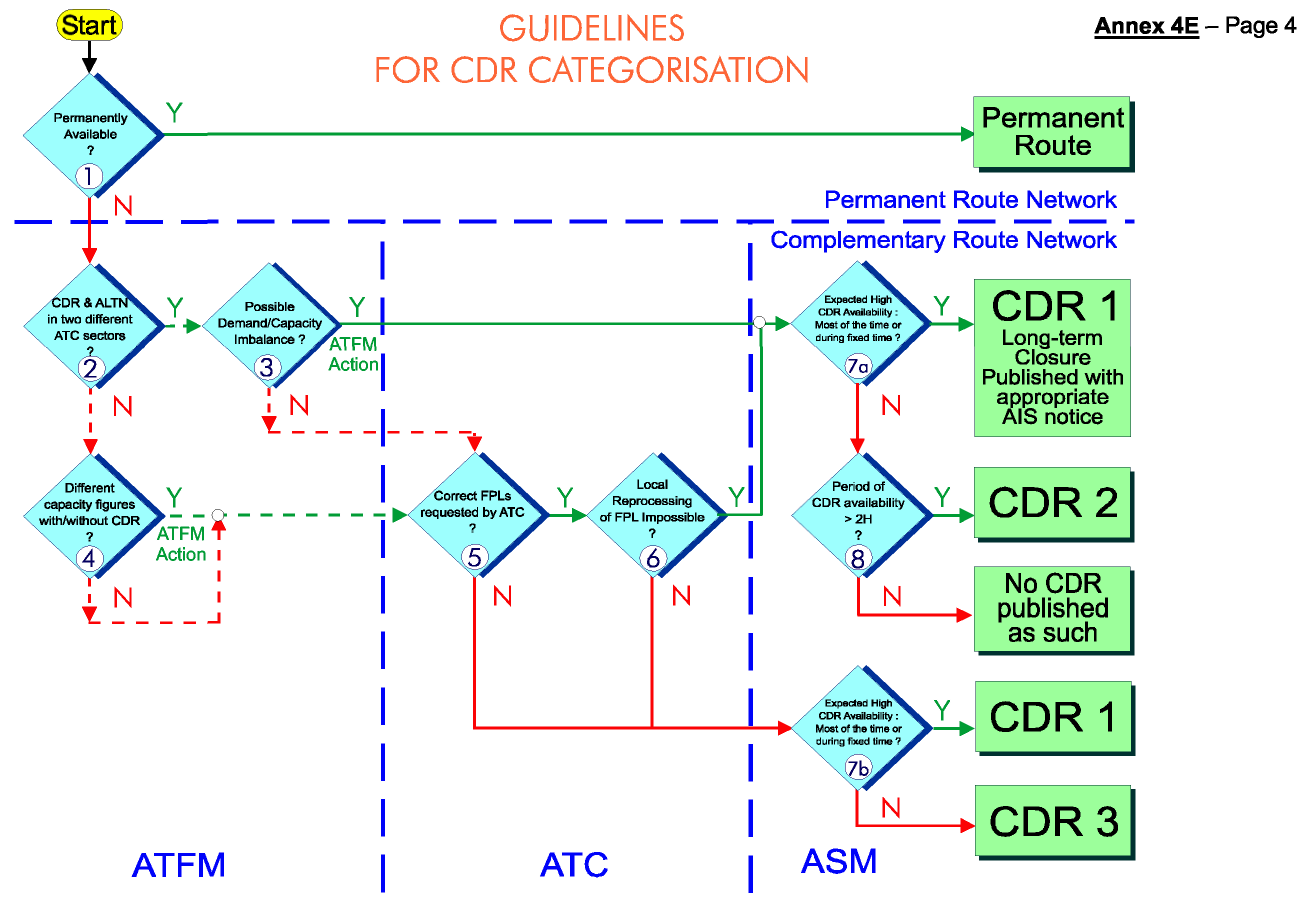 Start
GUIDELINES
FOR CDR CATEGORISATION
Annex 4E – Page 4
Permanently
Available
?
1
Y
N
Permanent
Route
Permanent Route Network
Complementary Route Network
CDR & ALTN
in two different
ATC sectors
?
2
Y
N
Possible
Demand/Capacity
Imbalance ?
3
Y
ATFM
Action
N
Expected High
CDR Availability :
Most of the time or
during fixed time ?
7a
Y
N
CDR 1
Long-term
Closure
Published with
appropriate
AIS notice
Different
capacity figures
with/without CDR
?
4
Y
ATFM
Action
N
Correct FPLs
requested by ATC
?
5
Y
N
Local
Reprocessing
of FPL Impossible
?
6
Y
N
Period of
CDR availability
> 2H
?
8
Y
N
CDR 2
No CDR
published
as such
Expected High
CDR Availability :
Most of the time or
during fixed time ?
7b
Y
N
CDR 1
CDR 3
ATFM
ATC
ASM